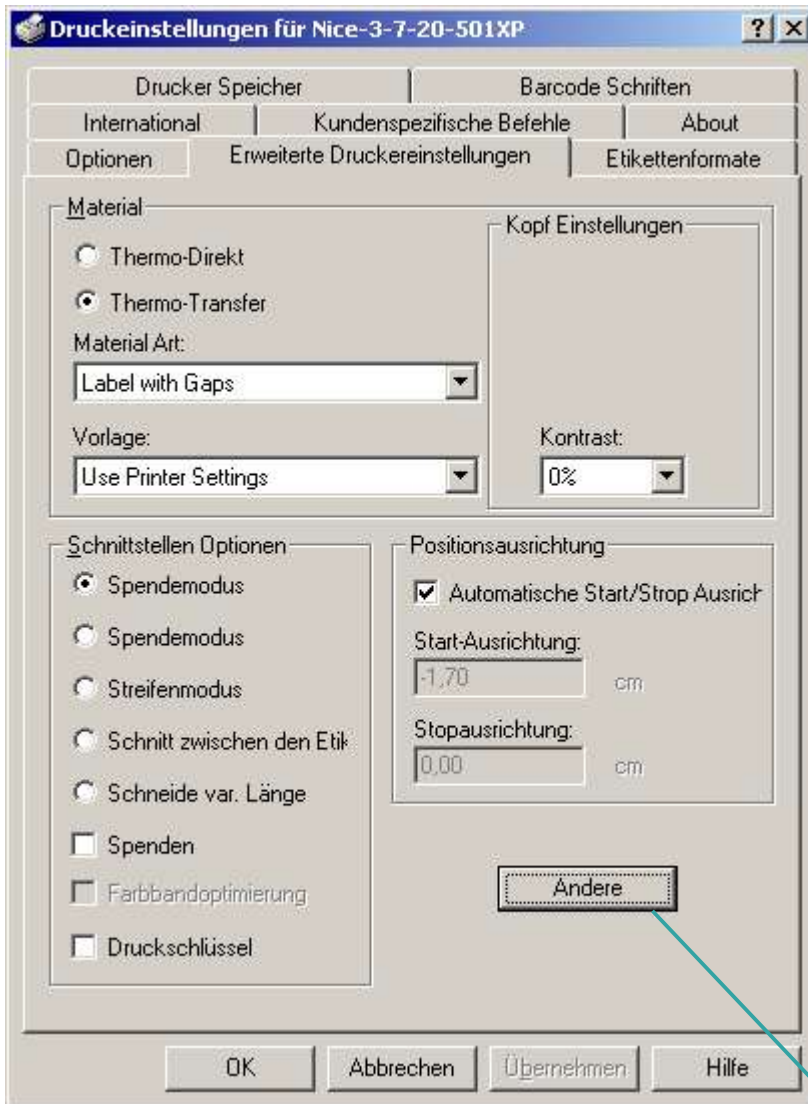 Druckeinstellungen für Nice-3-7-20-501XP
Drucker Speicher
Barcode Schriften
International
Kundenspezifische Befehle
About
Optionen
Erweiterte Druckereinstellungen
Etikettenformate
Material
Thermo-Direkt
Thermo-Transfer
Material Art:
Label with Gaps
Vorlage:
Use Printer Settings
Kopf Einstellungen
Kontrast:
0%
Schnittstellen Optionen
Spendemodus
Spendemodus
Streifenmodus
Schnitt zwischen den Etik
Schneide var. Länge
Spenden
Farbbandoptimierung
Druckschlüssel
Positionsausrichtung
Automatische Start/Strop Ausrich
Start-Ausrichtung:
-1,70 cm
Stopausrichtung:
0,00 cm
Andere
OK Abbrechen Übernehmen Hilfe